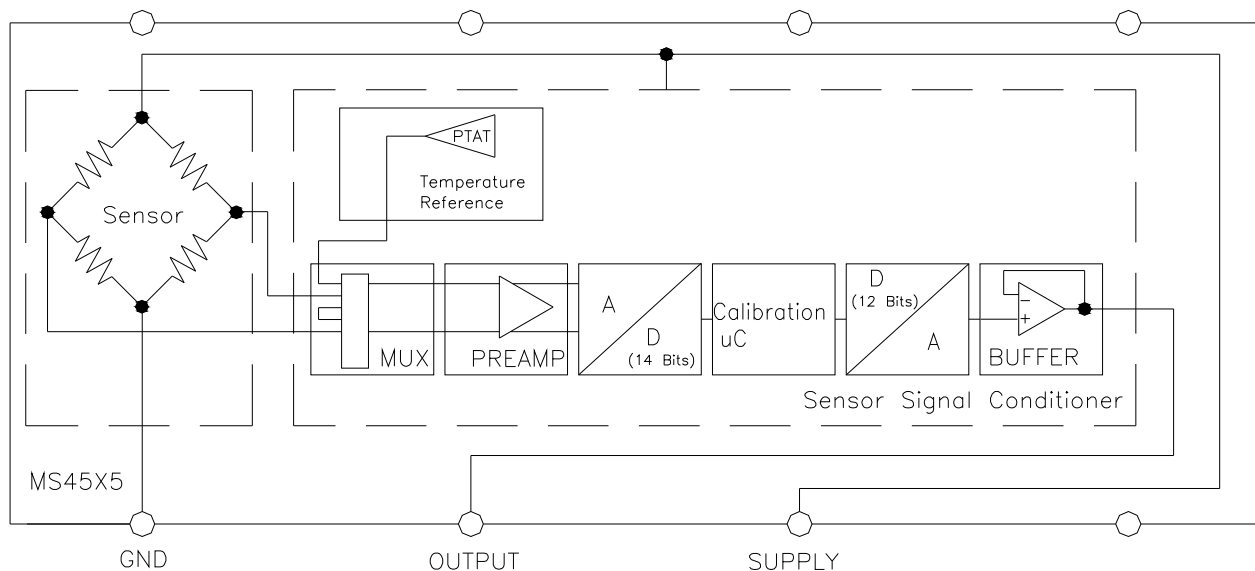 PTAT
Temperature
Reference
Sensor
A
D
(14 Bits)
Calibration
uC
D
(12 Bits)
A
MUX
PREAMP
BUFFER
Sensor Signal Conditioner
MS45X5
GND
OUTPUT
SUPPLY